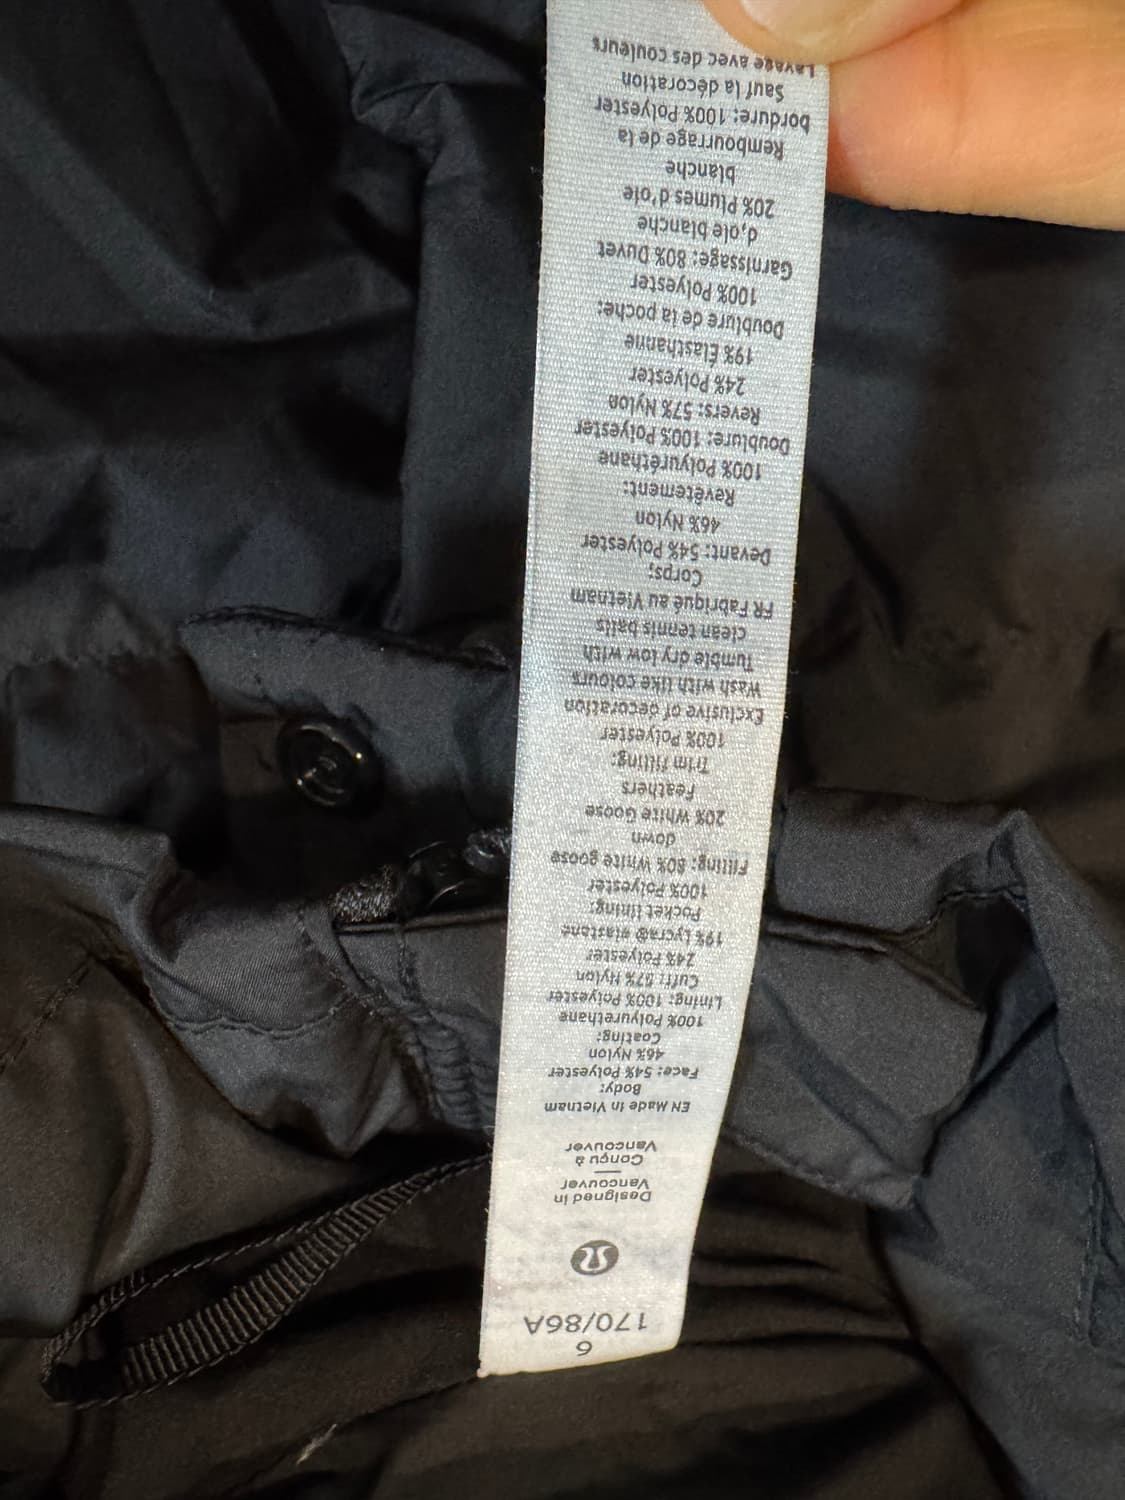 6
170/86A
Designed in
Vancouver
Conçu à
Vancouver
EN Made in Vietnam
Body:
Face: 54% Polyester
46% Nylon
Coating:
100% Polyurethane
Lining: 100% Polyester
Cuff: 57% Nylon
24% Polyester
19% Lycra® elastane
Pocket lining:
100% Polyester
Filling: 80% White goose
down
20% White Goose
Feathers
Trim filling:
100% Polyester
Exclusive of decoration
Wash with like colours
Tumble dry low with
clean tennis balls
FR Fabriqué au Vietnam
Corps:
Devant: 54% Polyester
46% Nylon
Revêtement:
100% Polyuréthane
Doublure: 100% Polyester
Revers: 57% Nylon
24% Polyester
19% Élasthanne
Doublure de la poche:
100% Polyester
Garnissage: 80% Duvet
d,oie blanche
20% Plumes d'oie
blanche
Rembourrage de la
bordure: 100% Polyester
Sauf la décoration
Lavage avec des couleurs